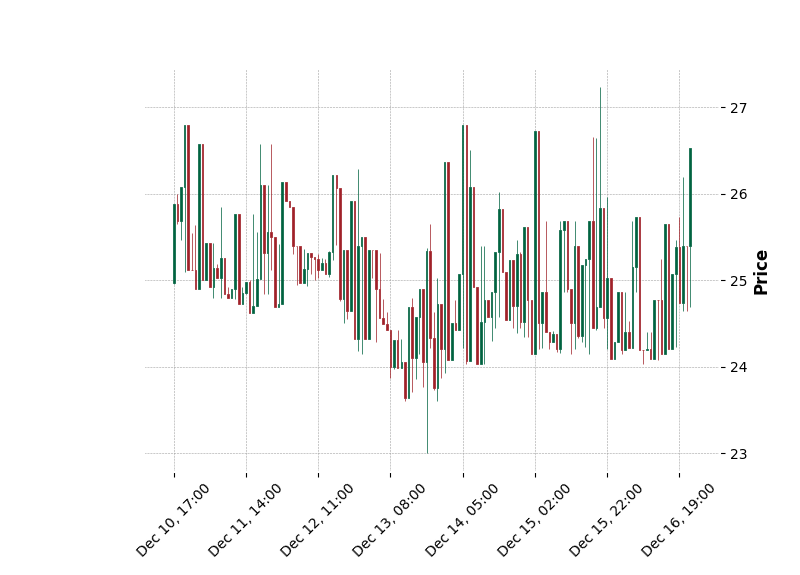 27
26
25
24
23
Price
Dec 10, 17:00
Dec 11, 14:00
Dec 12, 11:00
Dec 13, 08:00
Dec 14, 05:00
Dec 15, 02:00
Dec 15, 22:00
Dec 16, 19:00